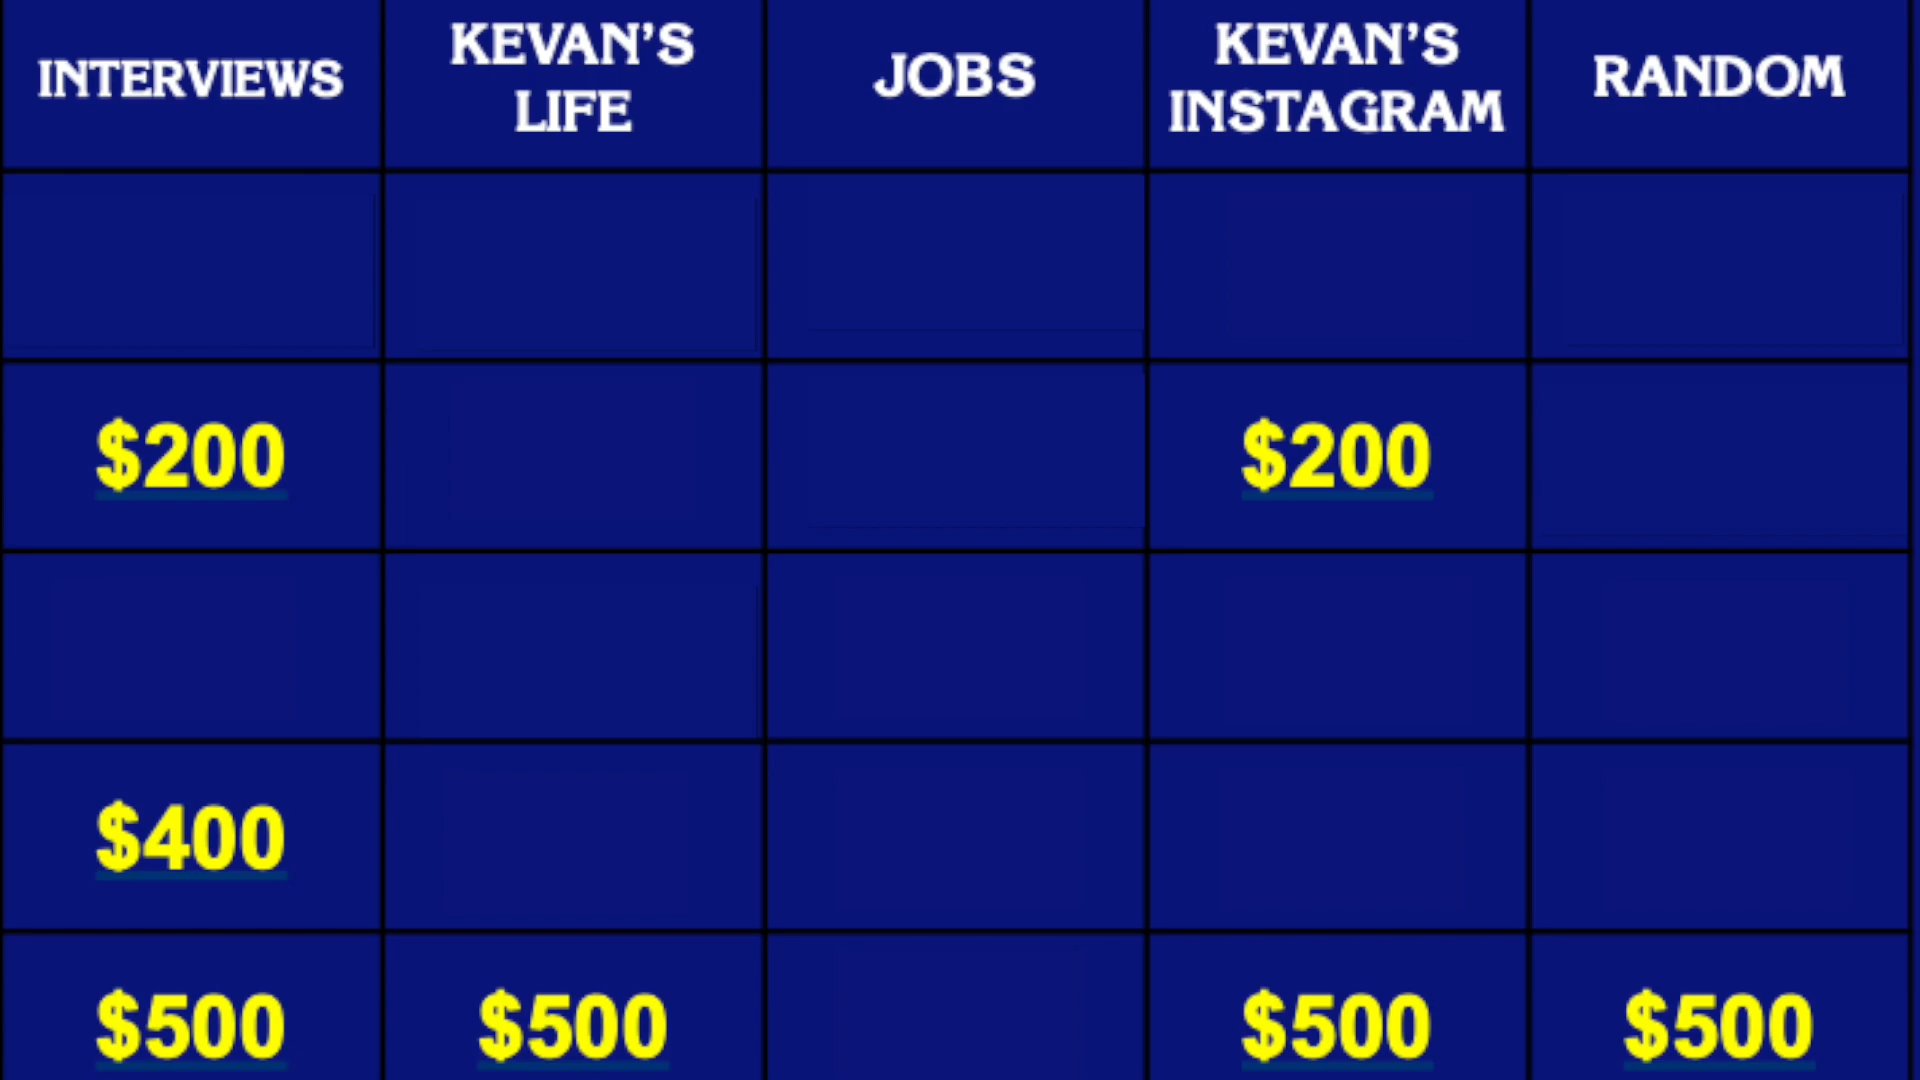 INTERVIEWS
KEVAN'S
LIFE
JOBS
KEVAN'S
INSTAGRAM
RANDOM
$200
$200
$400
$500
$500
$500
$500